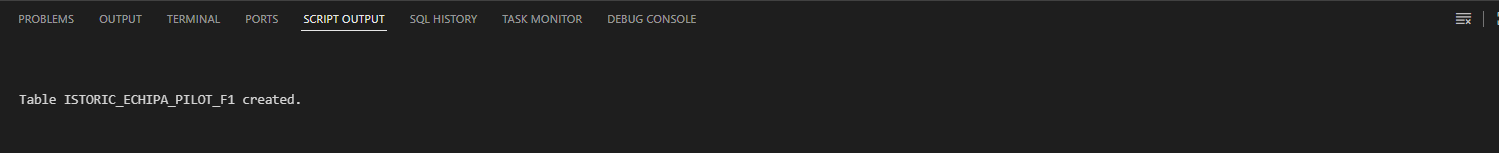 PROBLEMS OUTPUT TERMINAL PORTS SCRIPT OUTPUT SQL HISTORY TASK MONITOR DEBUG CONSOLE
Table ISTORIC_ECHIPA_PILOT_F1 created.